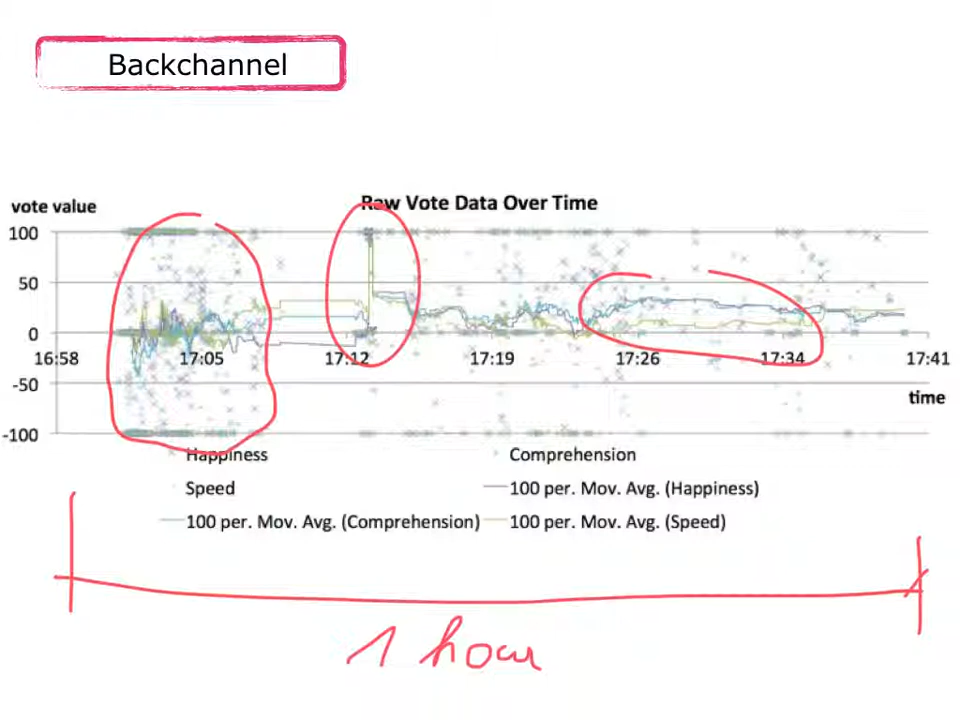 Backchannel
Raw Vote Data Over Time
vote value
100
50
0
-50
-100
16:58 17:05 17:12 17:19 17:26 17:34 17:41
time
Happiness Comprehension
Speed 100 per. Mov. Avg. (Happiness)
100 per. Mov. Avg. (Comprehension) 100 per. Mov. Avg. (Speed)
1 hour